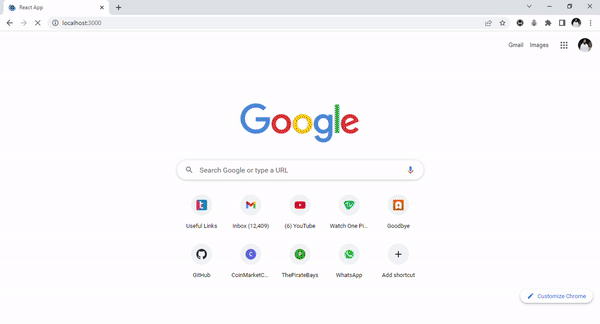 React App
localhost:3000
Gmail Images
Google
Search Google or type a URL
Useful Links
Inbox (12,409)
(6) YouTube
Watch One Pi...
Goodbye
GitHub
CoinMarketC...
ThePirateBays
WhatsApp
Add shortcut
Customize Chrome